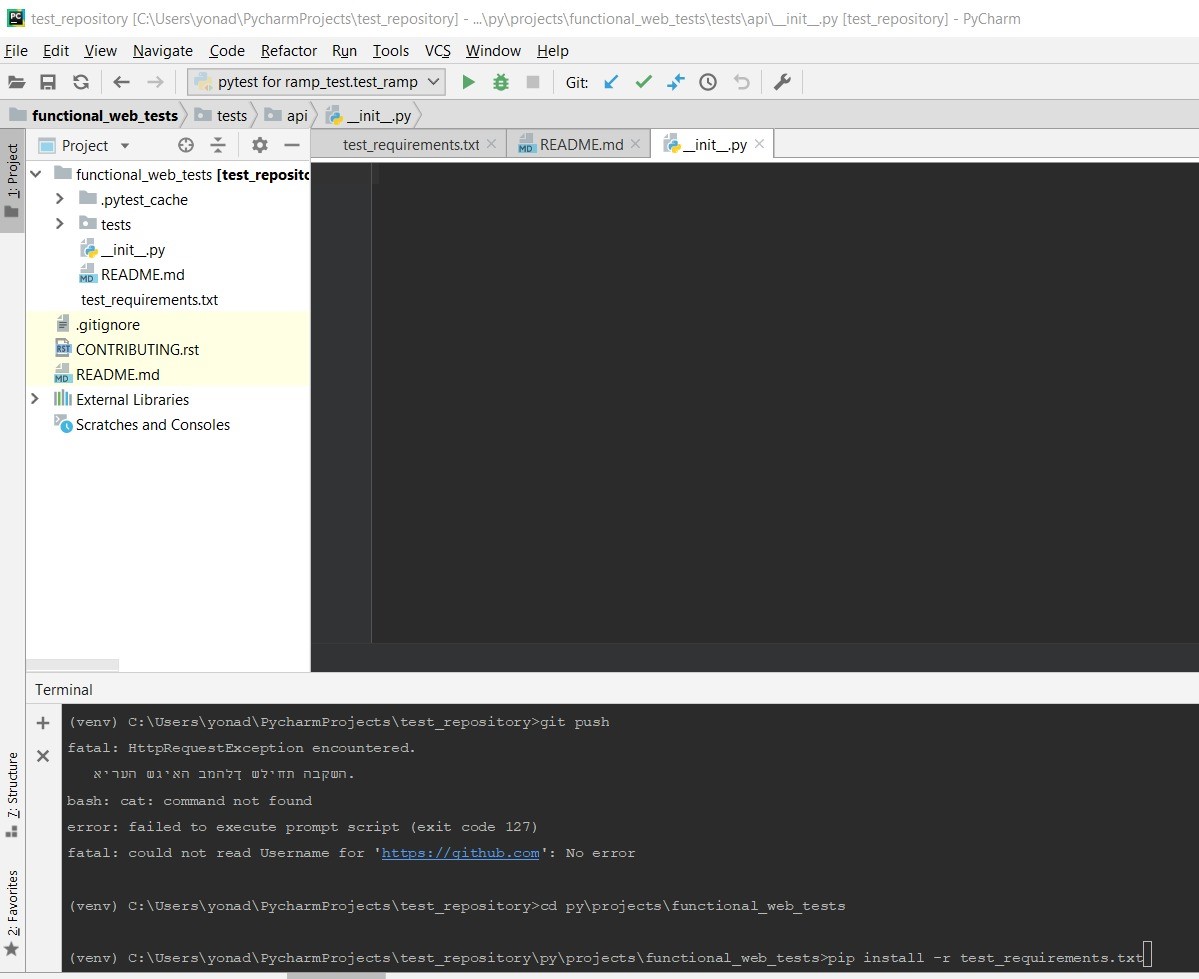 test_repository [C:\Users\yonad\PycharmProjects\test_repository] - ...\py\projects\functional_web_tests\tests\api\__init__.py [test_repository] - PyCharm
File Edit View Navigate Code Refactor Run Tools VCS Window Help
pytest for ramp_test.test_ramp Git:
functional_web_tests tests api __init__.py
1: Project
Project
test_requirements.txt README.md __init__.py
functional_web_tests [test_reposito
.pytest_cache
tests
__init__.py
README.md
test_requirements.txt
.gitignore
CONTRIBUTING.rst
README.md
External Libraries
Scratches and Consoles
Terminal
(venv) C:\Users\yonad\PycharmProjects\test_repository>git push
fatal: HttpRequestException encountered.
אירעה שגיאה במהלך שליחת הבקשה.
bash: cat: command not found
error: failed to execute prompt script (exit code 127)
fatal: could not read Username for 'https://github.com': No error
(venv) C:\Users\yonad\PycharmProjects\test_repository>cd py\projects\functional_web_tests
(venv) C:\Users\yonad\PycharmProjects\test_repository\py\projects\functional_web_tests>pip install -r test_requirements.txt
7: Structure
2: Favorites